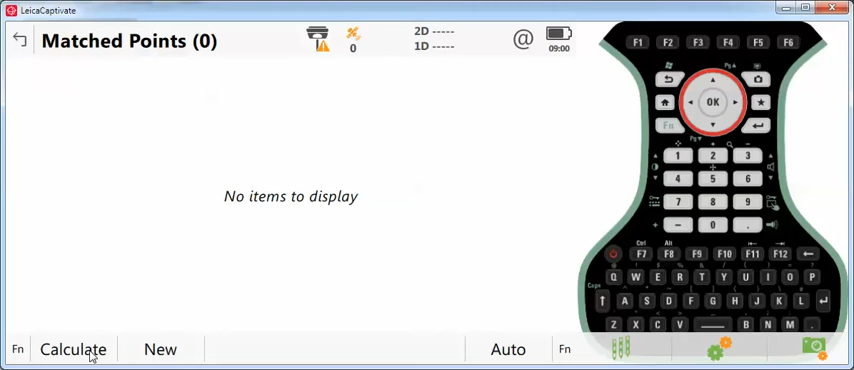 LeicaCaptivate
Matched Points (0)
0
2D -----
1D -----
@
09:00
No items to display
Fn
Calculate
New
Auto
Fn
F1 F2 F3 F4 F5 F6
Pg
OK
Fn
Pg
1 2 3
4 5 6
7 8 9
- 0 .
Ctrl Alt
F7 F8 F9 F10 F11 F12
Q W E R T Y U I O P
Caps
A S D F G H J K L
Z X C V B N M